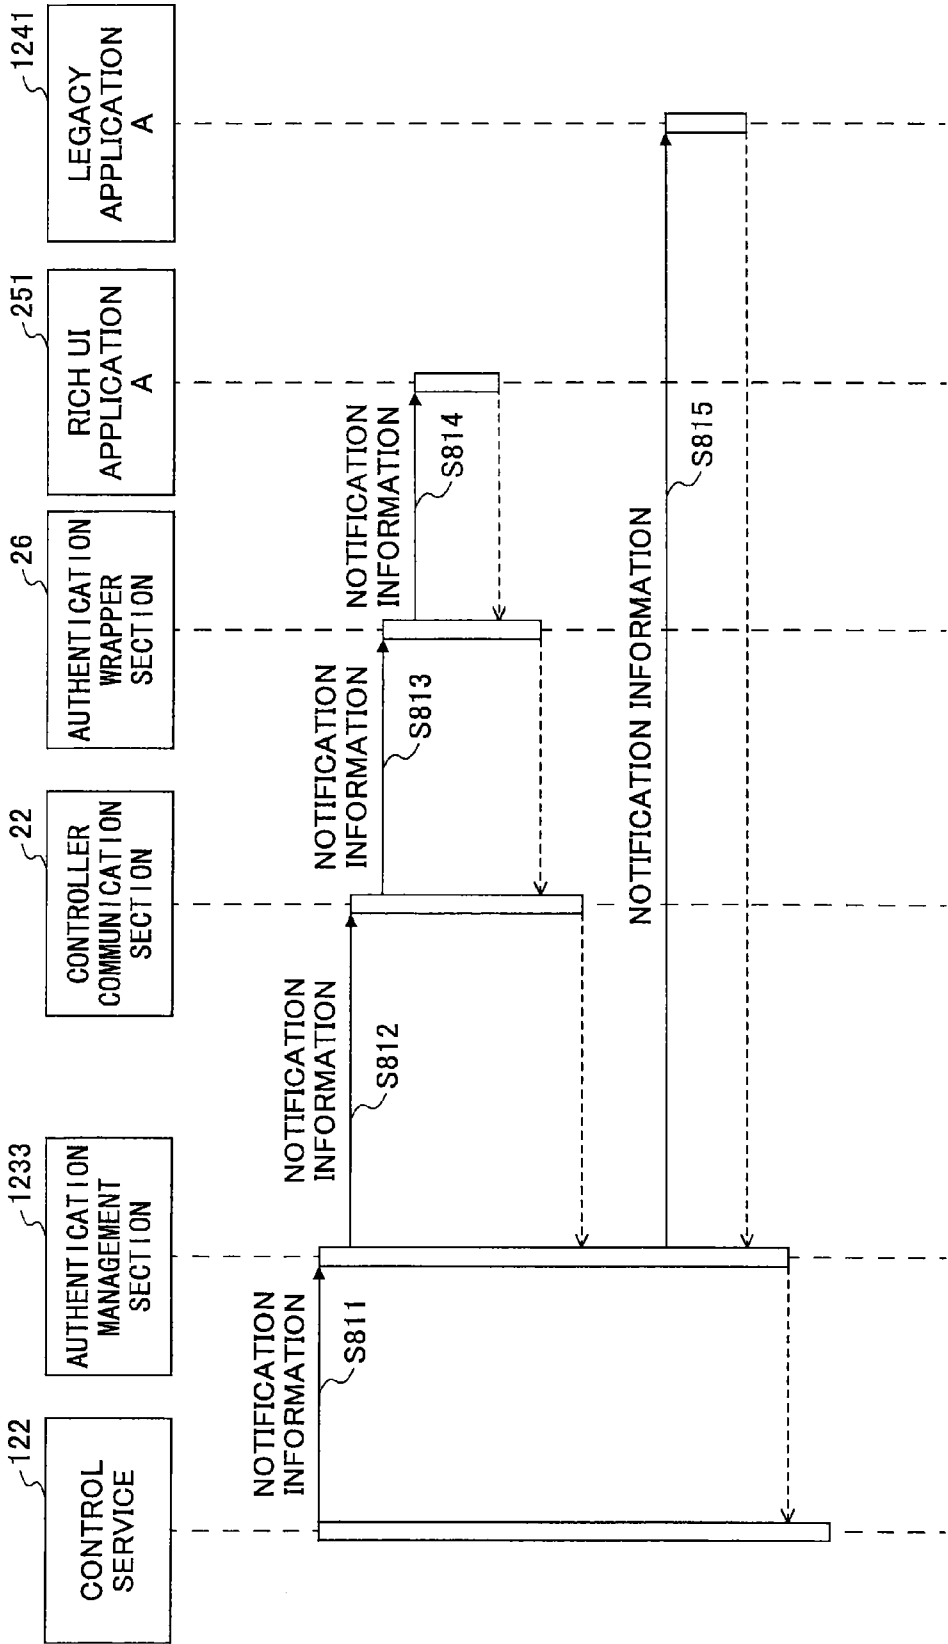 122
CONTROL
SERVICE
1233
AUTHENTICATION
MANAGEMENT
SECTION
22
CONTROLLER
COMMUNICATION
SECTION
26
AUTHENTICATION
WRAPPER
SECTION
251
RICH UI
APPLICATION
A
1241
LEGACY
APPLICATION
A
NOTIFICATION
INFORMATION
S811
NOTIFICATION
INFORMATION
S812
NOTIFICATION
INFORMATION
S813
NOTIFICATION
INFORMATION
S814
NOTIFICATION INFORMATION
S815